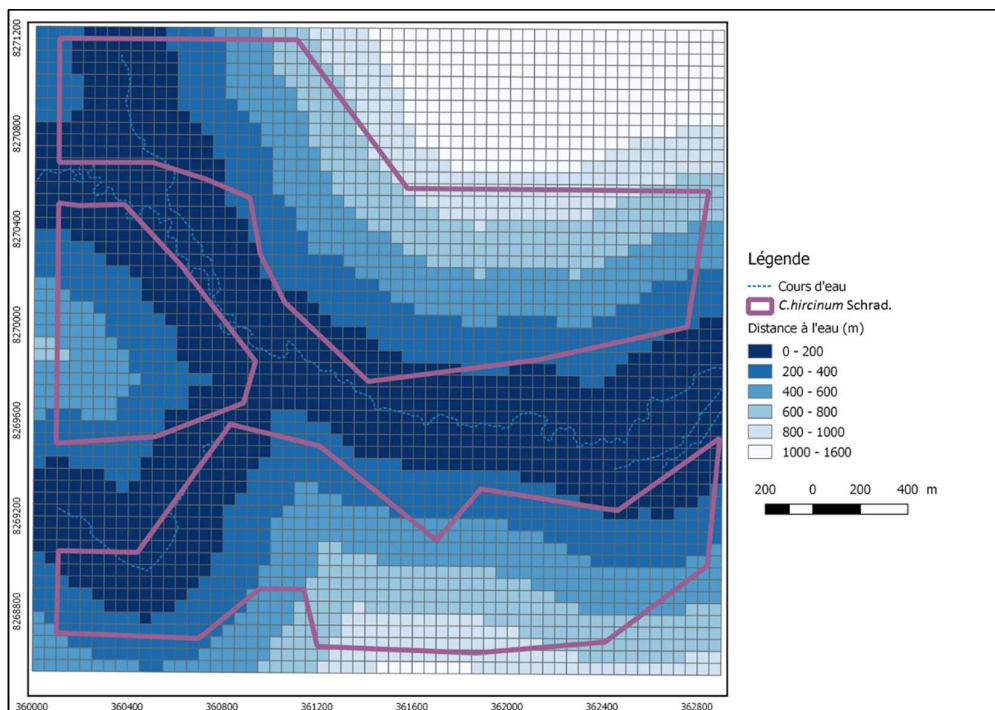 8271200
8270800
8270400
8270000
8269600
8269200
8268800
360000 360400 360800 361200 361600 362000 362400 362800
Légende
Cours d'eau
C.hircinum Schrad.
Distance à l'eau (m)
0 - 200
200 - 400
400 - 600
600 - 800
800 - 1000
1000 - 1600
200 0 200 400 m